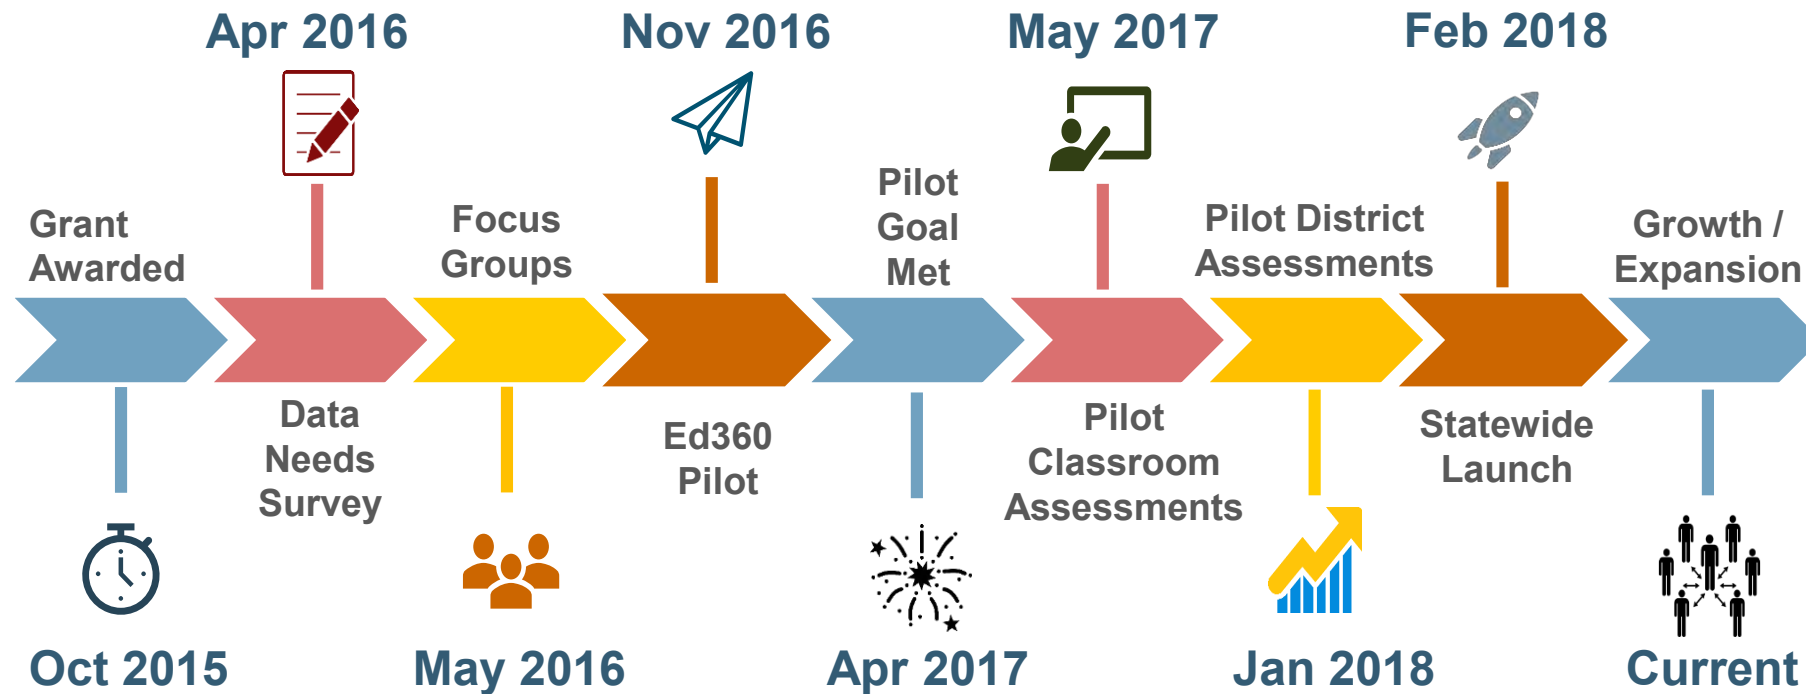 Apr 2016
Nov 2016
May 2017
Feb 2018
Grant
Awarded
Focus
Groups
Pilot
Goal
Met
Pilot District
Assessments
Growth /
Expansion
Data
Needs
Survey
Ed360
Pilot
Pilot
Classroom
Assessments
Statewide
Launch
Oct 2015
May 2016
Apr 2017
Jan 2018
Current